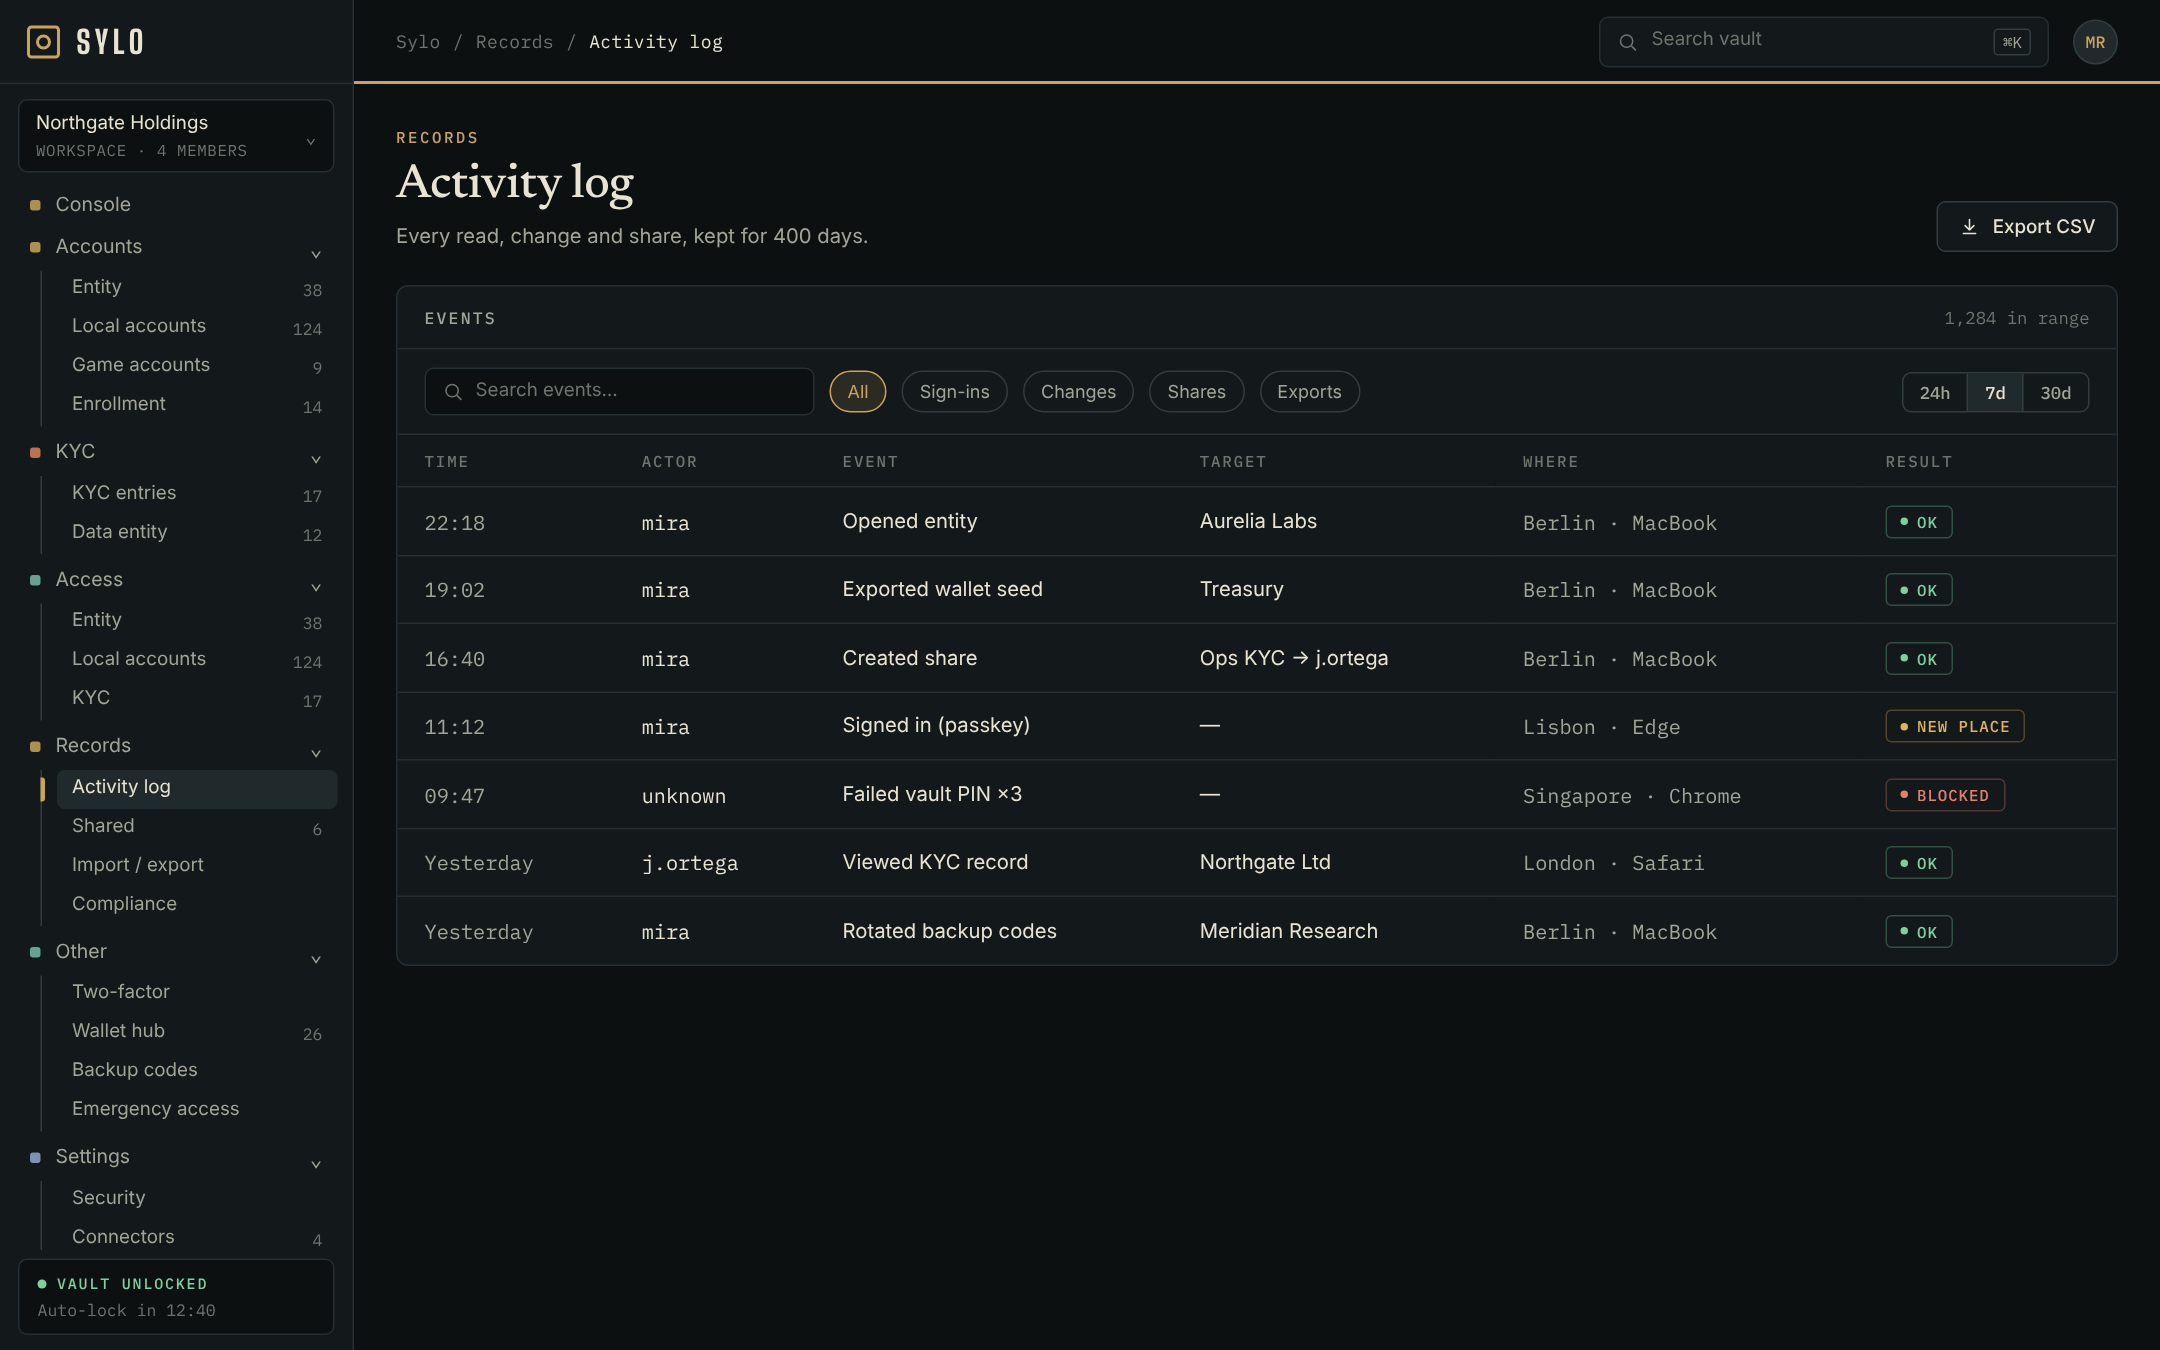 SYLO
Sylo / Records / Activity log
Search vault
⌘K
MR
Northgate Holdings
WORKSPACE · 4 MEMBERS
Console
Accounts
Entity 38
Local accounts 124
Game accounts 9
Enrollment 14
KYC
KYC entries 17
Data entity 12
Access
Entity 38
Local accounts 124
KYC 17
Records
Activity log
Shared 6
Import / export
Compliance
Other
Two-factor
Wallet hub 26
Backup codes
Emergency access
Settings
Security
Connectors 4
VAULT UNLOCKED
Auto-lock in 12:40
RECORDS
Activity log
Every read, change and share, kept for 400 days.
Export CSV
EVENTS 1,284 in range
Search events... All Sign-ins Changes Shares Exports 24h 7d 30d
TIME ACTOR EVENT TARGET WHERE RESULT
22:18 mira Opened entity Aurelia Labs Berlin · MacBook OK
19:02 mira Exported wallet seed Treasury Berlin · MacBook OK
16:40 mira Created share Ops KYC → j.ortega Berlin · MacBook OK
11:12 mira Signed in (passkey) — Lisbon · Edge NEW PLACE
09:47 unknown Failed vault PIN ×3 — Singapore · Chrome BLOCKED
Yesterday j.ortega Viewed KYC record Northgate Ltd London · Safari OK
Yesterday mira Rotated backup codes Meridian Research Berlin · MacBook OK